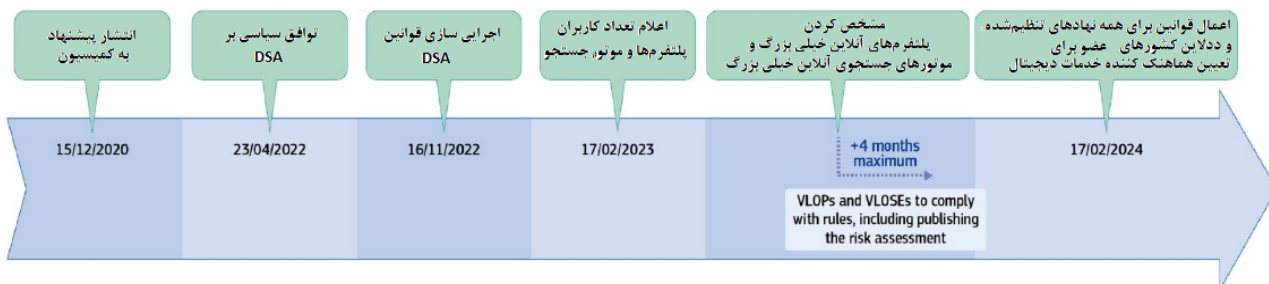 انتشار پیشنهاد
به کمیسیون
توافق سیاسی بر
DSA
اجرایی سازی قوانین
DSA
اعلام تعداد کاربران
پلتفرم‌ها و موتور جستجو
مشخص کردن
پلتفرم‌های آنلاین خیلی بزرگ و
موتورهای جستجوی آنلاین خیلی بزرگ
اعمال قوانین برای همه نهادهای تنظیم‌شده
و ددلاین کشورهای عضو برای
تعیین هماهنگ کننده خدمات دیجیتال
15/12/2020
23/04/2022
16/11/2022
17/02/2023
+4 months
maximum
17/02/2024
VLOPs and VLOSEs to comply
with rules, including publishing
the risk assessment